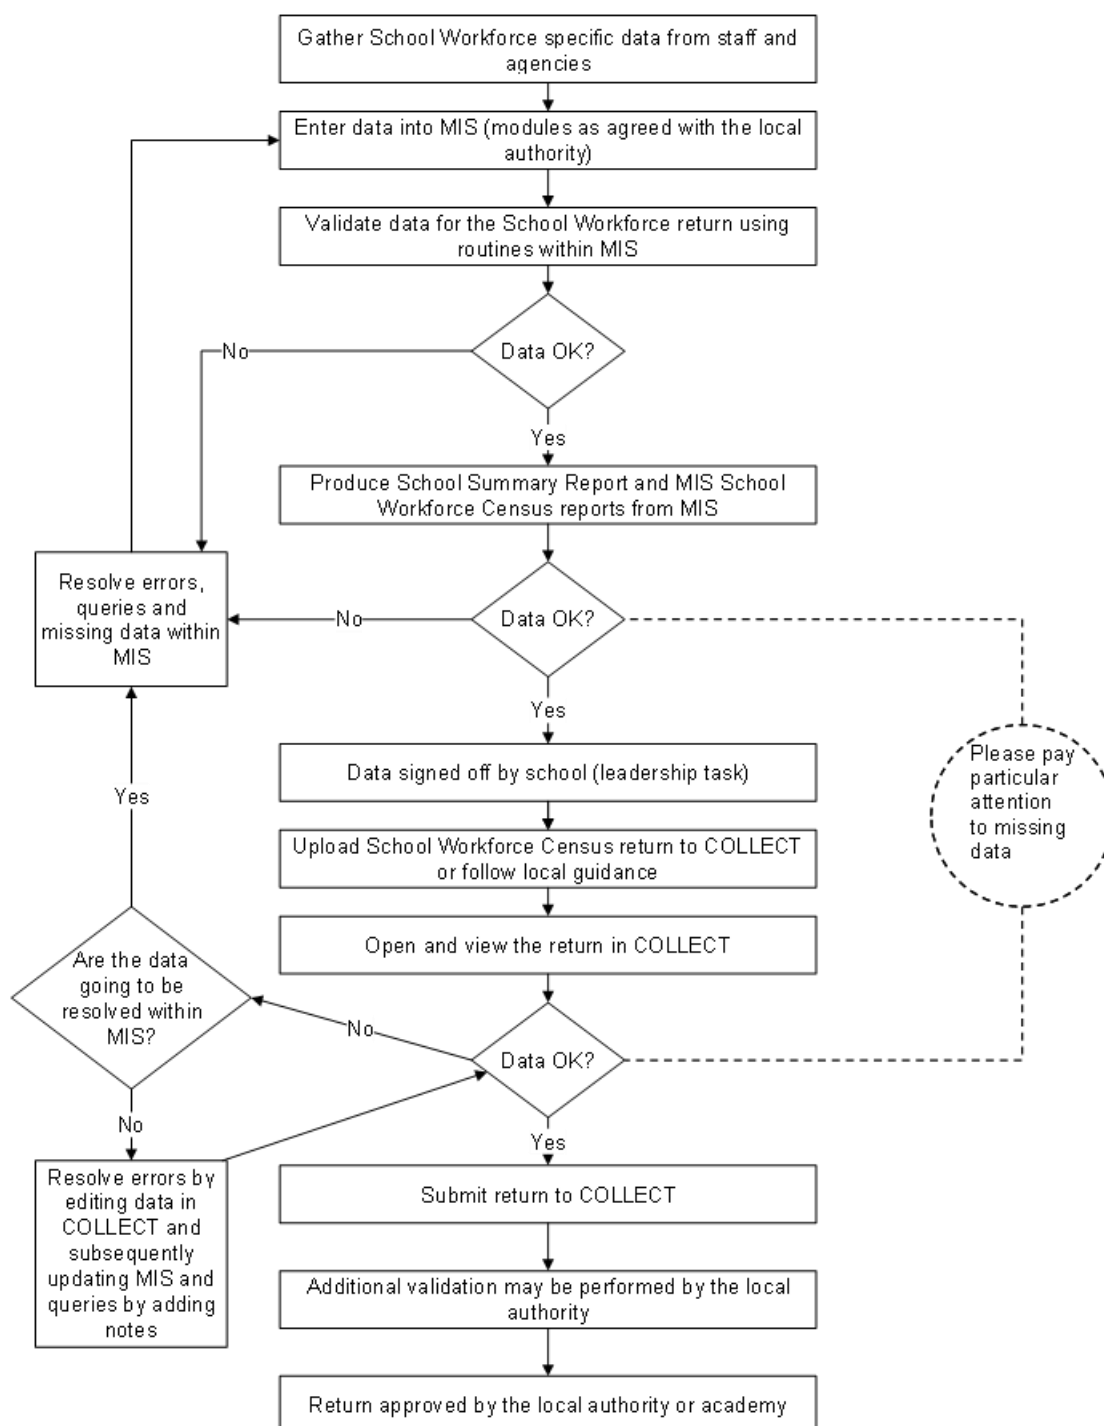 Gather School Workforce specific data from staff and
agencies
Enter data into MIS (modules as agreed with the local
authority)
Validate data for the School Workforce return using
routines within MIS
Data OK?
No
Yes
Produce School Summary Report and MIS School
Workforce Census reports from MIS
Resolve errors,
queries and
missing data within
MIS
Data OK?
No
Yes
Please pay
particular
attention
to missing
data
Data signed off by school (leadership task)
Yes
Upload School Workforce Census return to COLLECT
or follow local guidance
Open and view the return in COLLECT
Are the data
going to be
resolved within
MIS?
No
Data OK?
No
Yes
Resolve errors by
editing data in
COLLECT and
subsequently
updating MIS and
queries by adding
notes
Submit return to COLLECT
Additional validation may be performed by the local
authority
Return approved by the local authority or academy